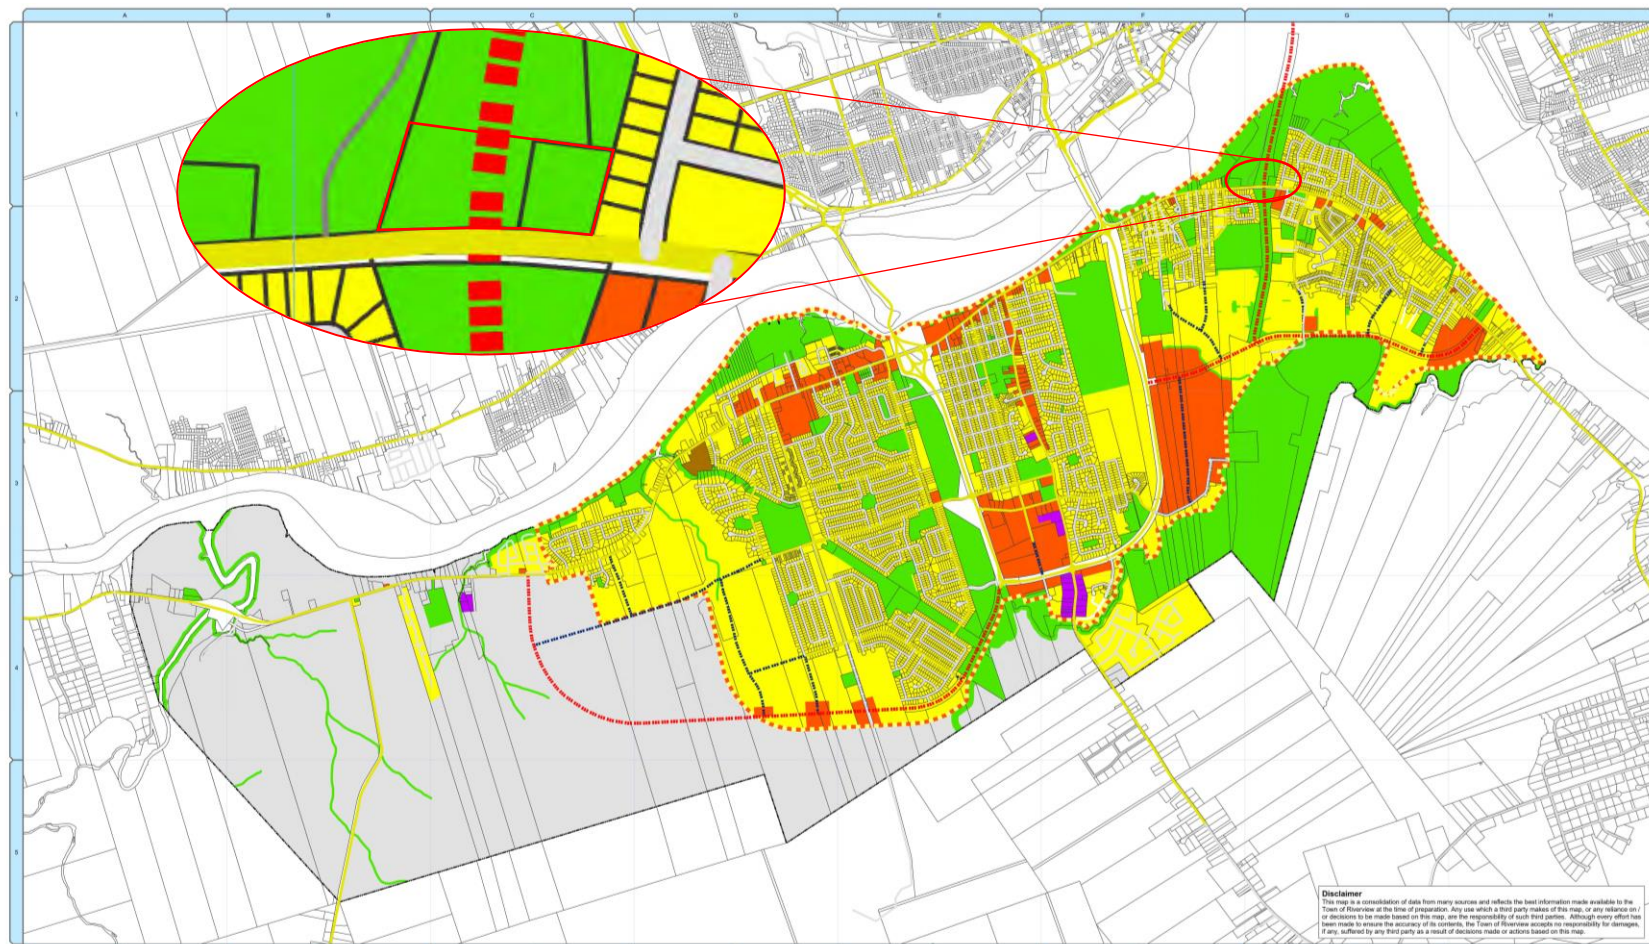 A B C D E F G H
1
2
3
4
5
Disclaimer
This map is a consolidation of data from many sources and reflects the best information made available to the
Town of Riverview at the time of preparation. Any use which a third party makes of this map, or any reliance on /
or decisions to be made based on this map, are the responsibility of such third parties. Although every effort has
been made to ensure the accuracy of its contents, the Town of Riverview accepts no responsibility for damages,
if any, suffered by any third party as a result of decisions made or actions based on this map.